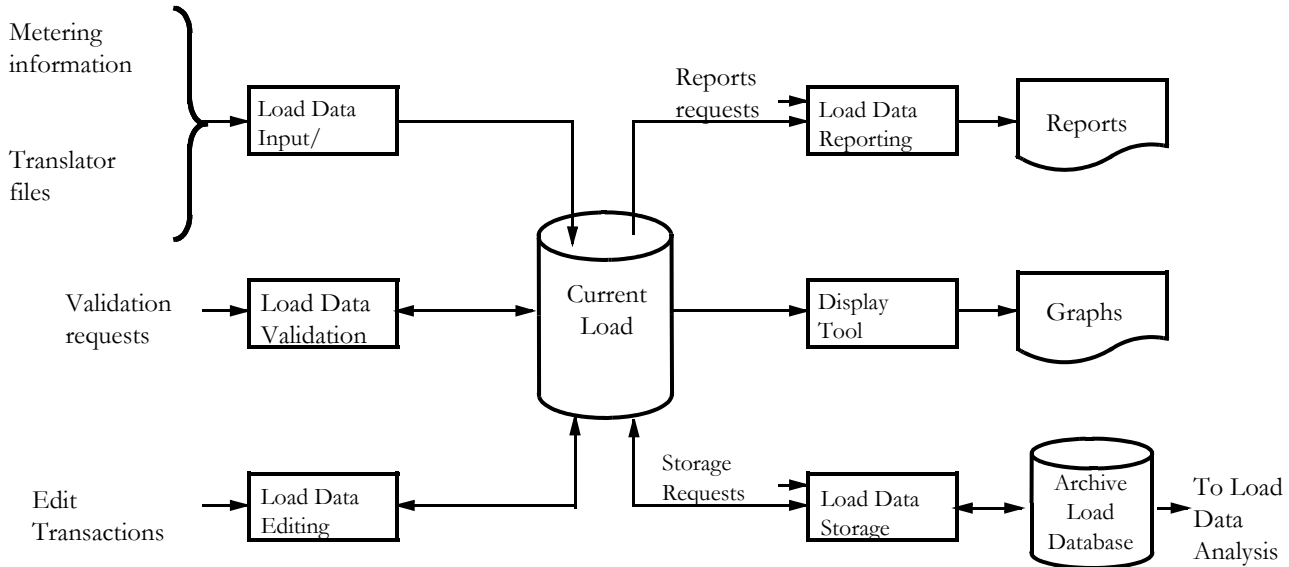 Metering
information
Translator
files
Load Data
Input/
Reports
requests
Load Data
Reporting
Reports
Validation
requests
Load Data
Validation
Current
Load
Display
Tool
Graphs
Edit
Transactions
Load Data
Editing
Storage
Requests
Load Data
Storage
Archive
Load
Database
To Load
Data
Analysis